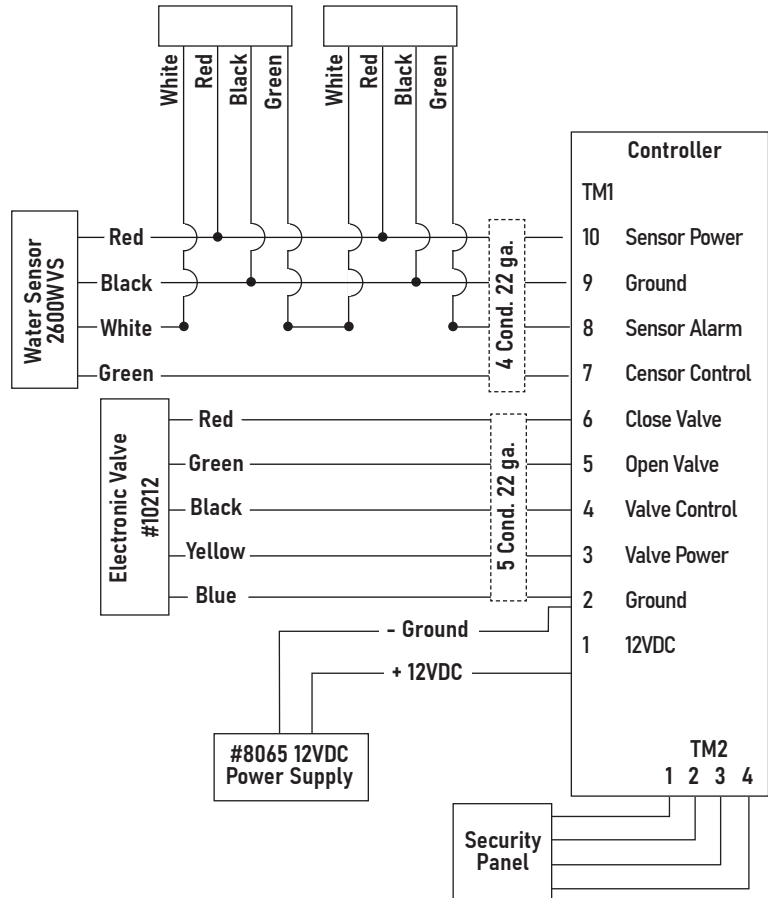 White
Red
Black
Green
White
Red
Black
Green
Controller
TM1
Water Sensor
2600WVS
Red
Black
White
Green
4 Cond. 22 ga.
10 Sensor Power
9 Ground
8 Sensor Alarm
7 Censor Control
6 Close Valve
5 Open Valve
4 Valve Control
3 Valve Power
2 Ground
1 12VDC
Electronic Valve
#10212
Red
Green
Black
Yellow
Blue
5 Cond. 22 ga.
- Ground
+ 12VDC
#8065 12VDC
Power Supply
TM2
1 2 3 4
Security
Panel